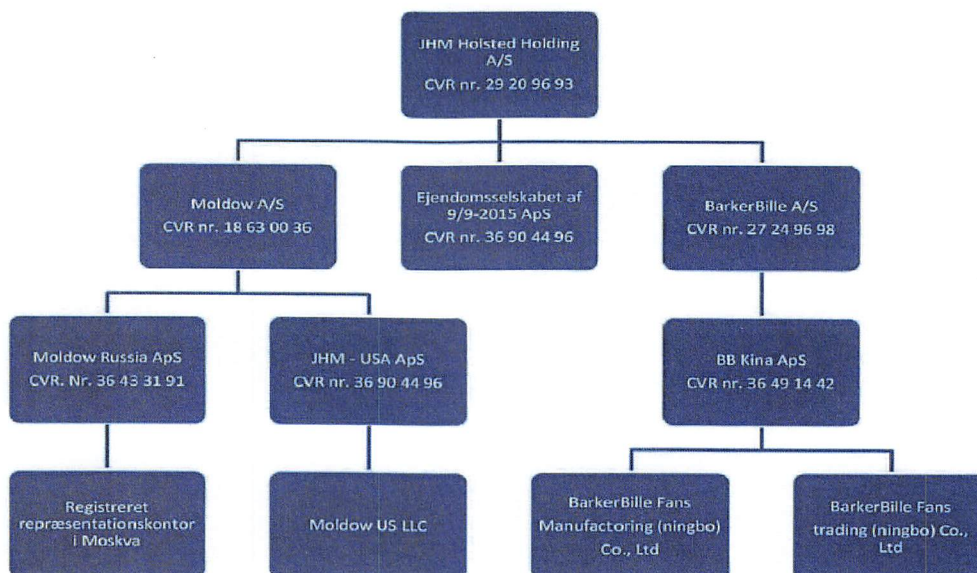 JHM Holsted Holding
A/S
CVR nr. 29 20 96 93
Moldow A/S
CVR nr. 18 63 00 36
Ejendomsselskabet af
9/9-2015 ApS
CVR nr. 36 90 44 96
BarkerBille A/S
CVR nr. 27 24 96 98
Moldow Russia ApS
CVR. Nr. 36 43 31 91
JHM - USA ApS
CVR nr. 36 90 44 96
BB Kina ApS
CVR nr. 36 49 14 42
Registreret
repræsentationskontor
i Moskva
Moldow US LLC
BarkerBille Fans
Manufactoring (ningbo)
Co., Ltd
BarkerBille Fans
trading (ningbo) Co.,
Ltd